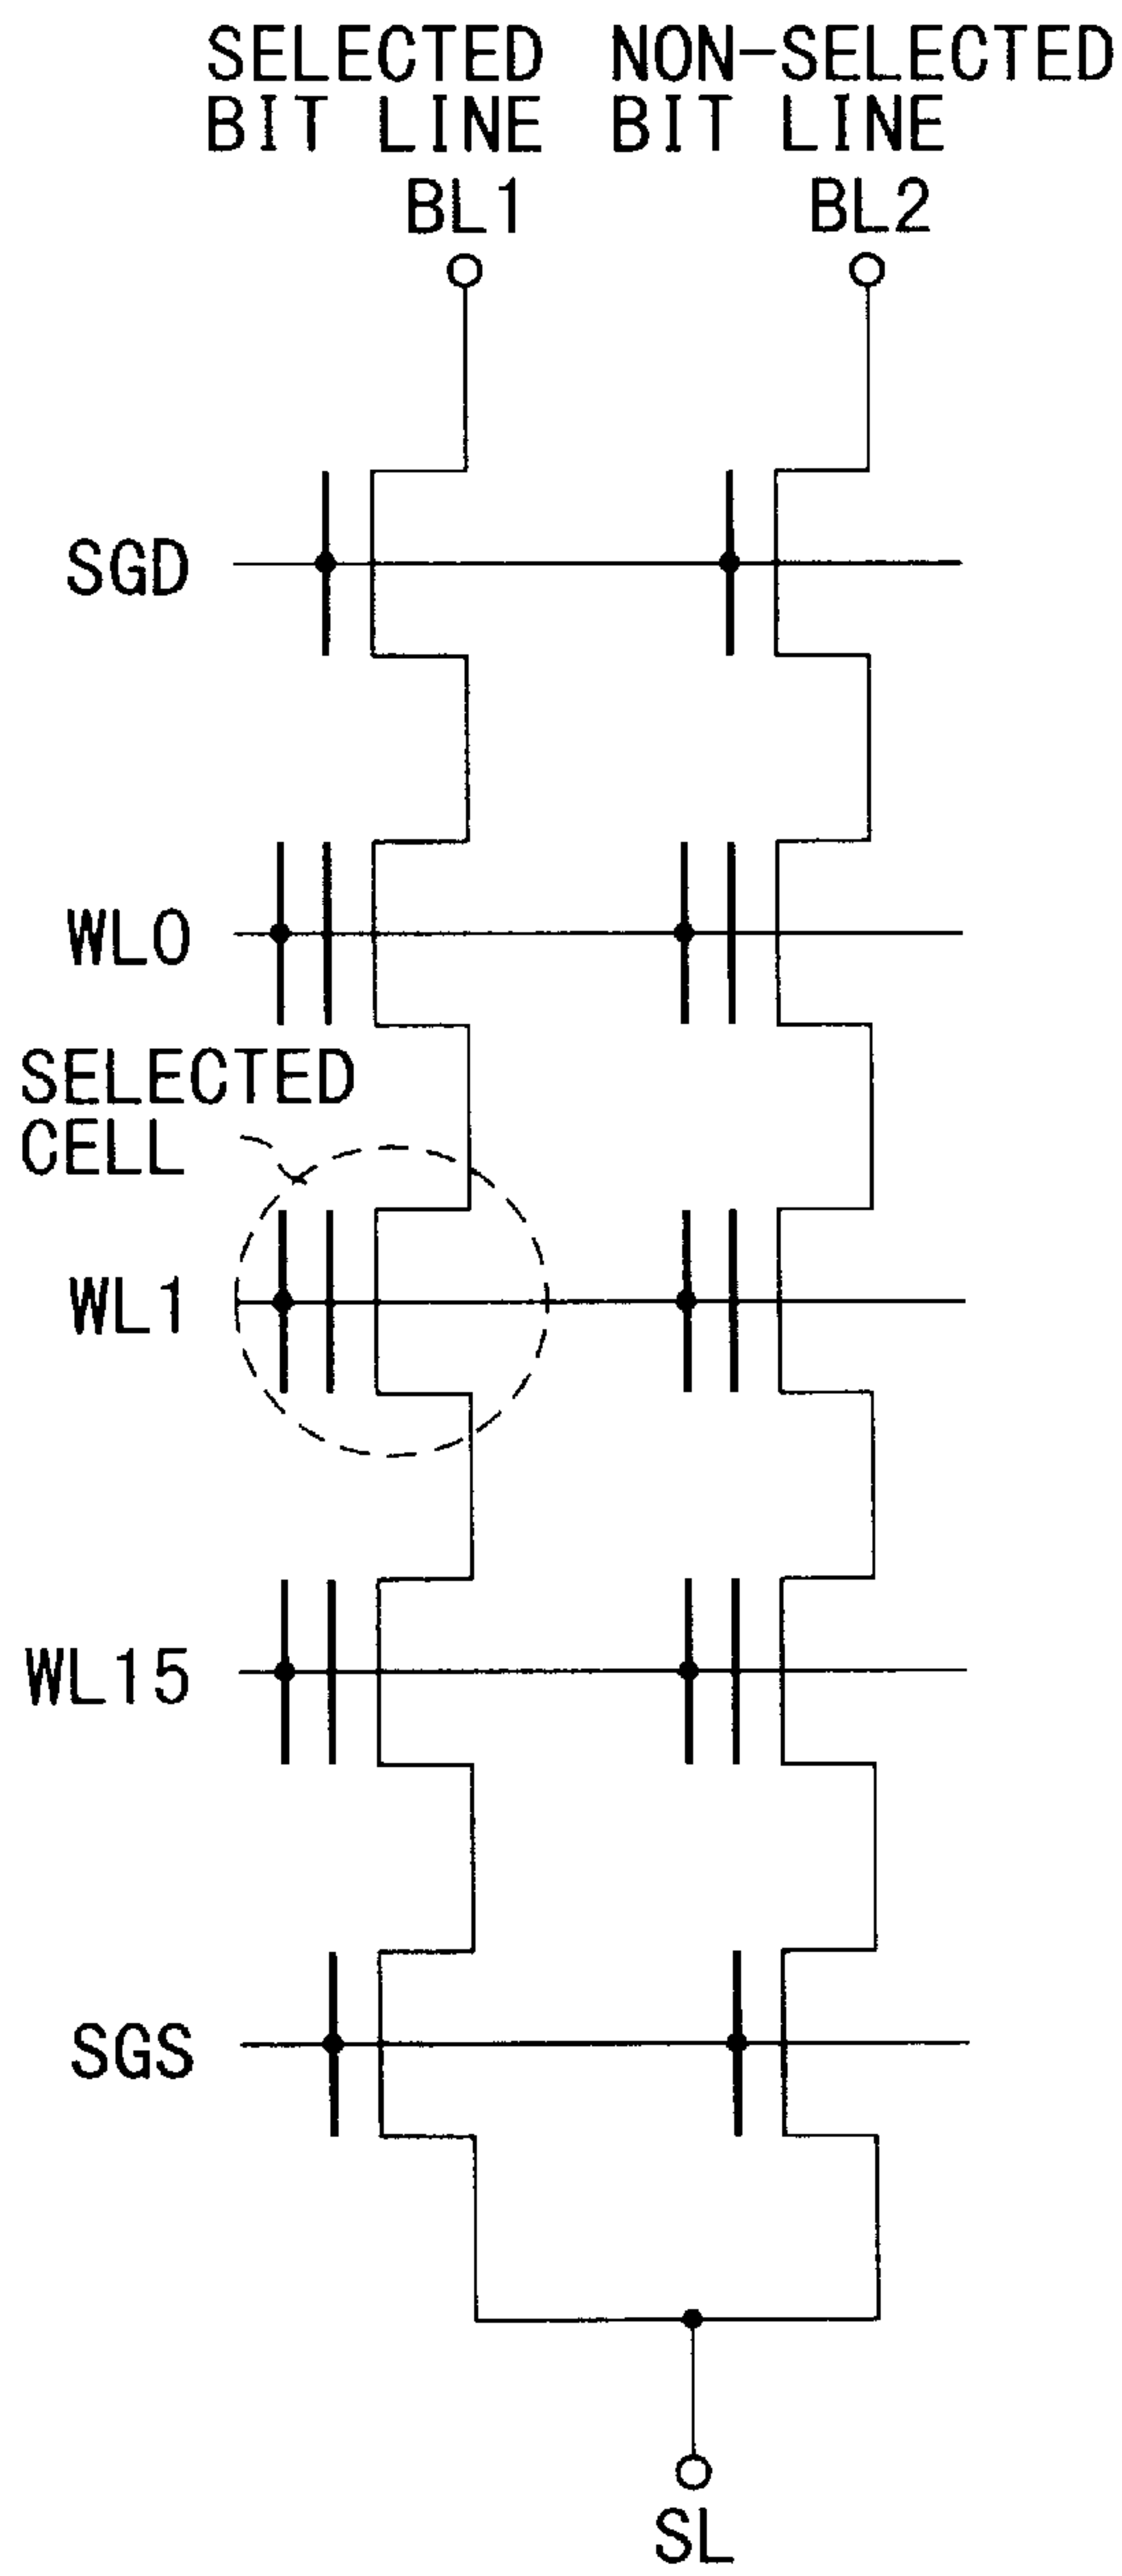 SELECTED
BIT LINE
BL1
NON-SELECTED
BIT LINE
BL2
SGD
WL0
SELECTED
CELL
WL1
WL15
SGS
SL